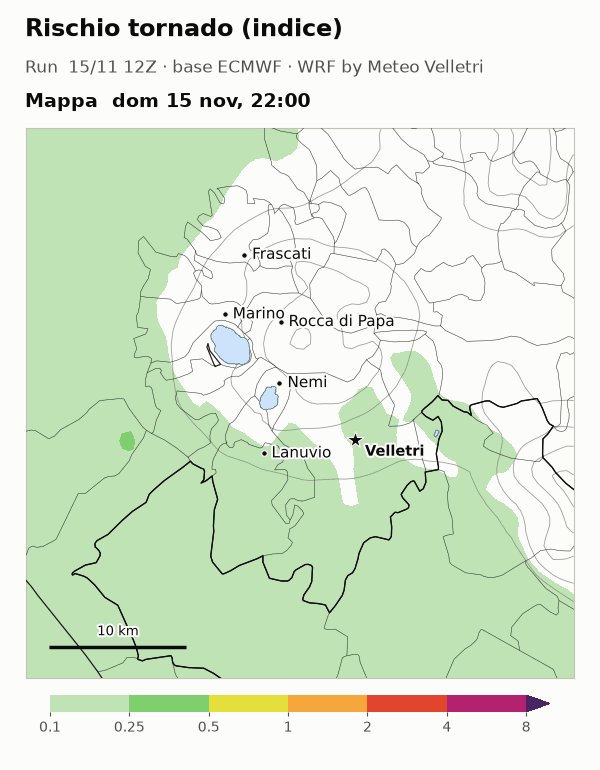 Rischio tornado (indice)
Run  15/11 12Z · base ECMWF · WRF by Meteo Velletri
Mappa  dom 15 nov, 22:00
Frascati
Marino
Rocca di Papa
Nemi
Velletri
Lanuvio
10 km
0.1 0.25 0.5 1 2 4 8